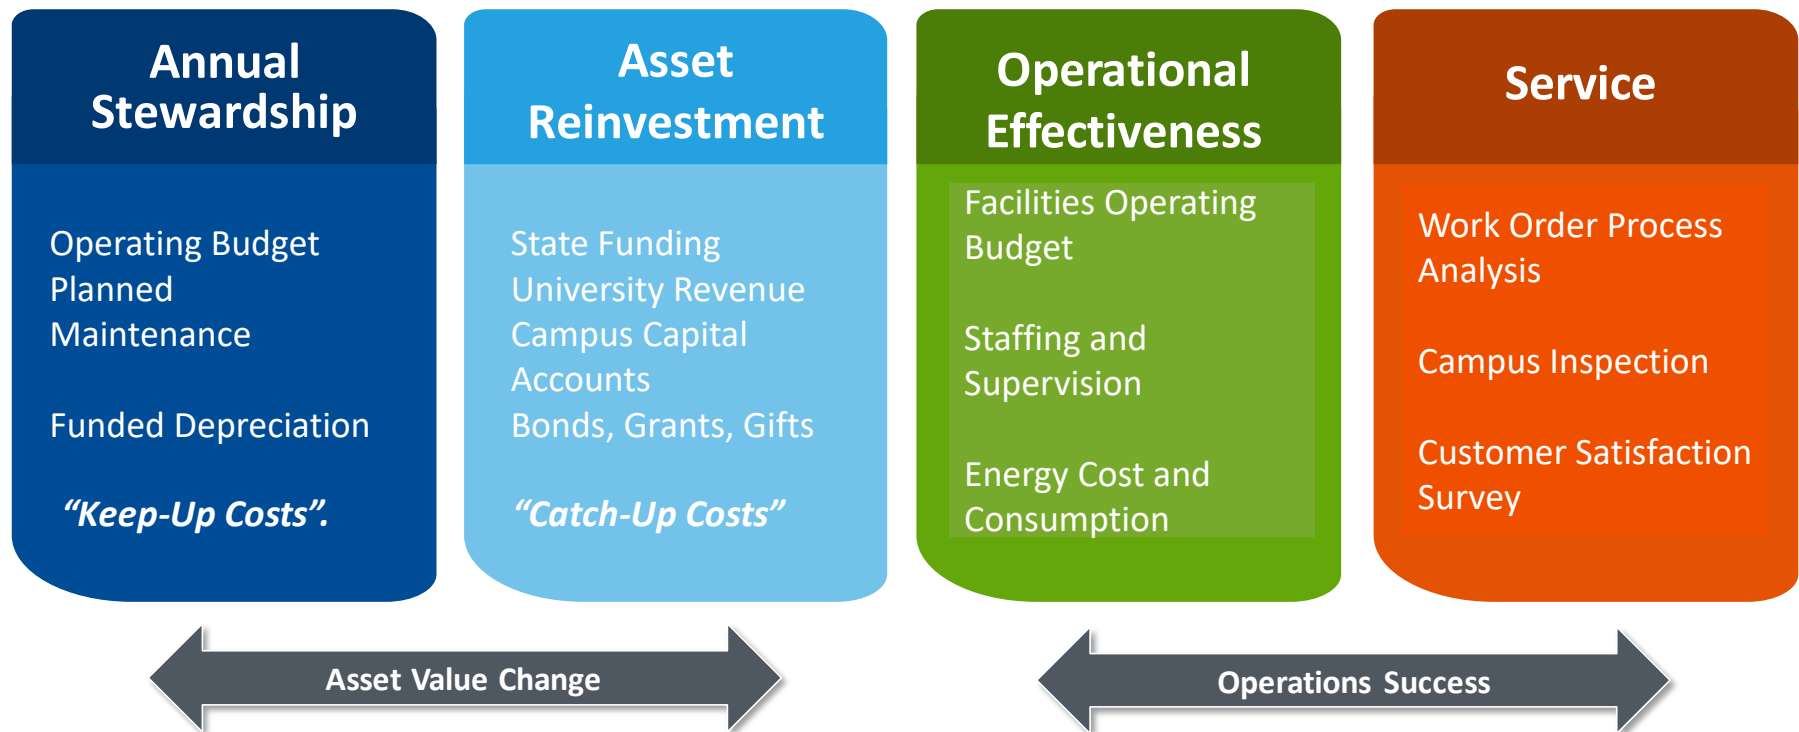 Annual
Stewardship
Operating Budget
Planned
Maintenance
Funded Depreciation
“Keep-Up Costs”.
Asset
Reinvestment
State Funding
University Revenue
Campus Capital
Accounts
Bonds, Grants, Gifts
“Catch-Up Costs”
Operational
Effectiveness
Facilities Operating
Budget
Staffing and
Supervision
Energy Cost and
Consumption
Service
Work Order Process
Analysis
Campus Inspection
Customer Satisfaction
Survey
Asset Value Change
Operations Success